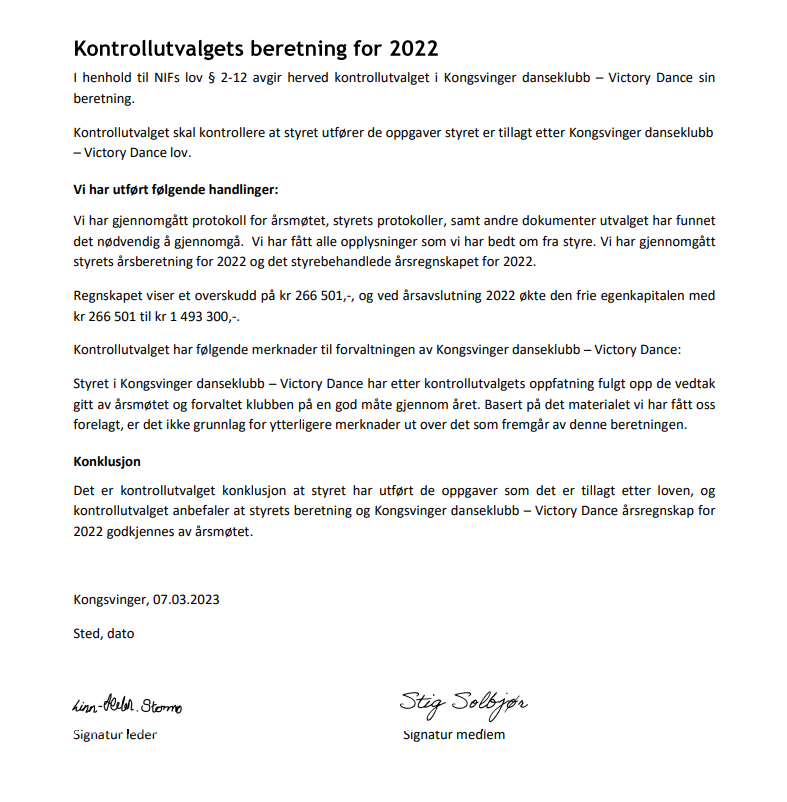 Kontrollutvalgets beretning for 2022
I henhold til NIFs lov § 2-12 avgir herved kontrollutvalget i Kongsvinger danseklubb – Victory Dance sin
beretning.
Kontrollutvalget skal kontrollere at styret utfører de oppgaver styret er tillagt etter Kongsvinger danseklubb
– Victory Dance lov.
Vi har utført følgende handlinger:
Vi har gjennomgått protokoll for årsmøtet, styrets protokoller, samt andre dokumenter utvalget har funnet
det nødvendig å gjennomgå.  Vi har fått alle opplysninger som vi har bedt om fra styre. Vi har gjennomgått
styrets årsberetning for 2022 og det styrebehandlede årsregnskapet for 2022.
Regnskapet viser et overskudd på kr 266 501,-, og ved årsavslutning 2022 økte den frie egenkapitalen med
kr 266 501 til kr 1 493 300,-.
Kontrollutvalget har følgende merknader til forvaltningen av Kongsvinger danseklubb – Victory Dance:
Styret i Kongsvinger danseklubb – Victory Dance har etter kontrollutvalgets oppfatning fulgt opp de vedtak
gitt av årsmøtet og forvaltet klubben på en god måte gjennom året. Basert på det materialet vi har fått oss
forelagt, er det ikke grunnlag for ytterligere merknader ut over det som fremgår av denne beretningen.
Konklusjon
Det er kontrollutvalget konklusjon at styret har utført de oppgaver som det er tillagt etter loven, og
kontrollutvalget anbefaler at styrets beretning og Kongsvinger danseklubb – Victory Dance årsregnskap for
2022 godkjennes av årsmøtet.
Kongsvinger, 07.03.2023
Sted, dato
Stig Solbjør
Signatur leder
Signatur medlem